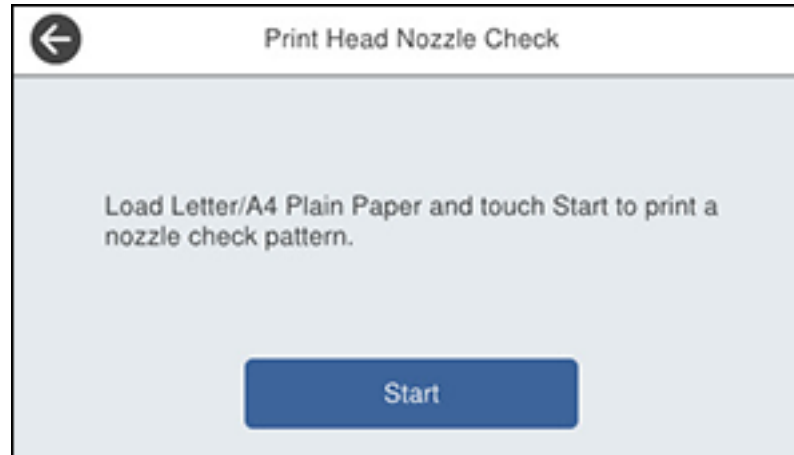 Print Head Nozzle Check
Load Letter/A4 Plain Paper and touch Start to print a
nozzle check pattern.
Start